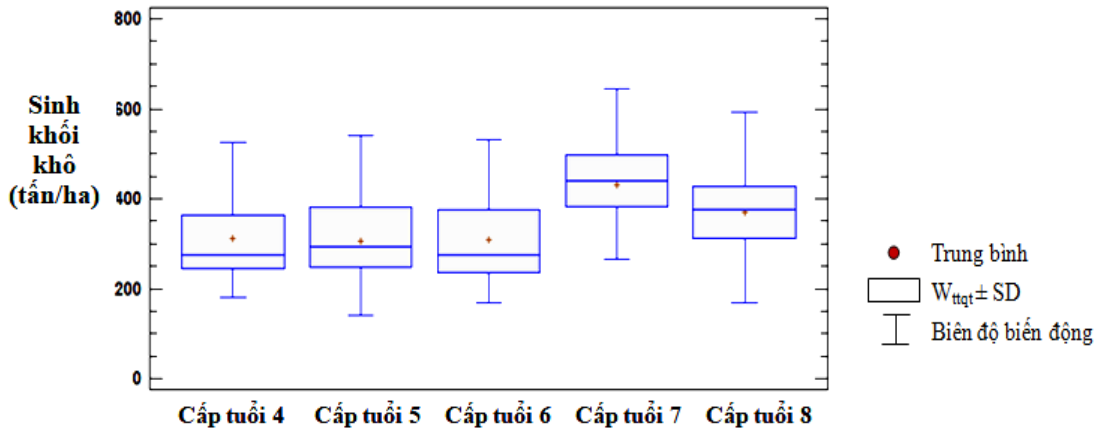 800
600
400
200
0
Sinh
khối
khô
(tấn/ha)
Cấp tuổi 4 Cấp tuổi 5 Cấp tuổi 6 Cấp tuổi 7 Cấp tuổi 8
Trung bình
Wttqt ± SD
Biên độ biến động